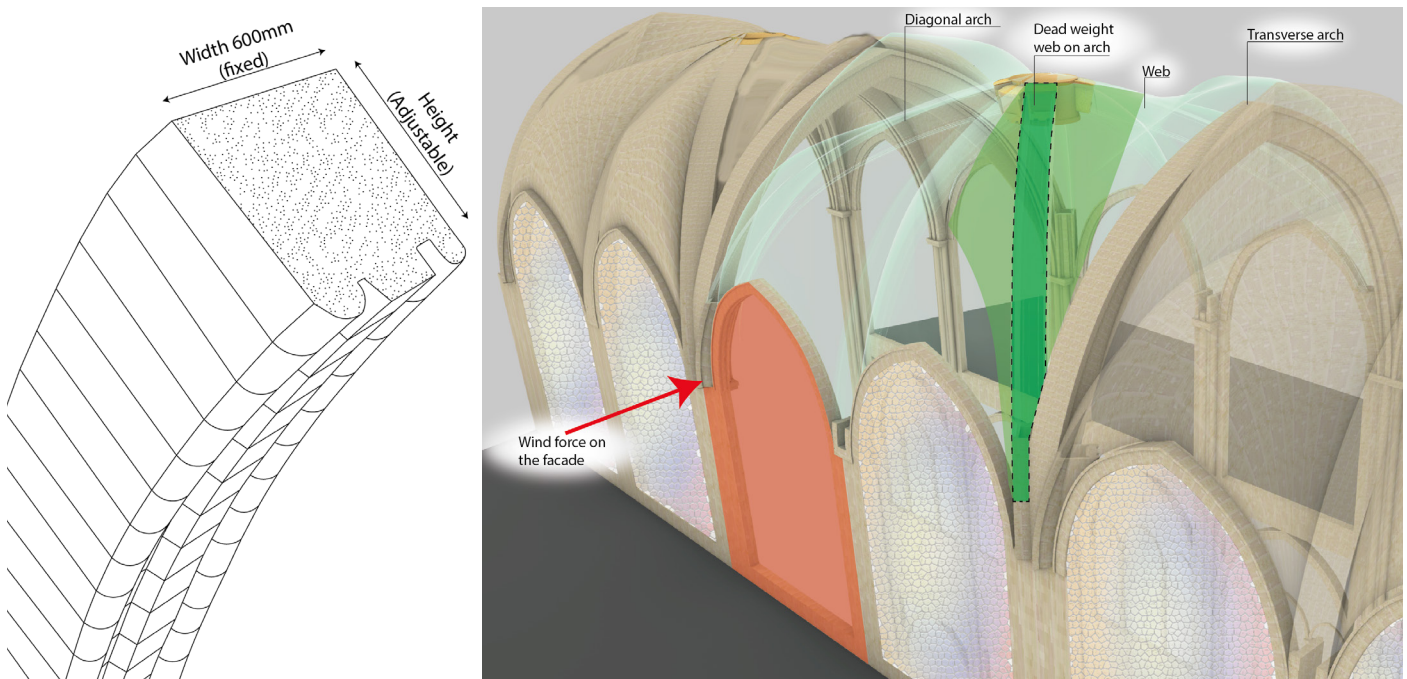 Width 600mm
(fixed)
Height
(Adjustable)
Diagonal arch
Dead weight
web on arch
Web
Transverse arch
Wind force on
the facade